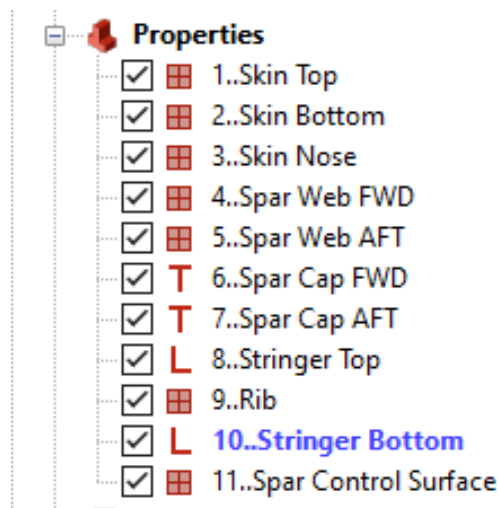 Properties
1..Skin Top
2..Skin Bottom
3..Skin Nose
4..Spar Web FWD
5..Spar Web AFT
6..Spar Cap FWD
7..Spar Cap AFT
8..Stringer Top
9..Rib
10..Stringer Bottom
11..Spar Control Surface